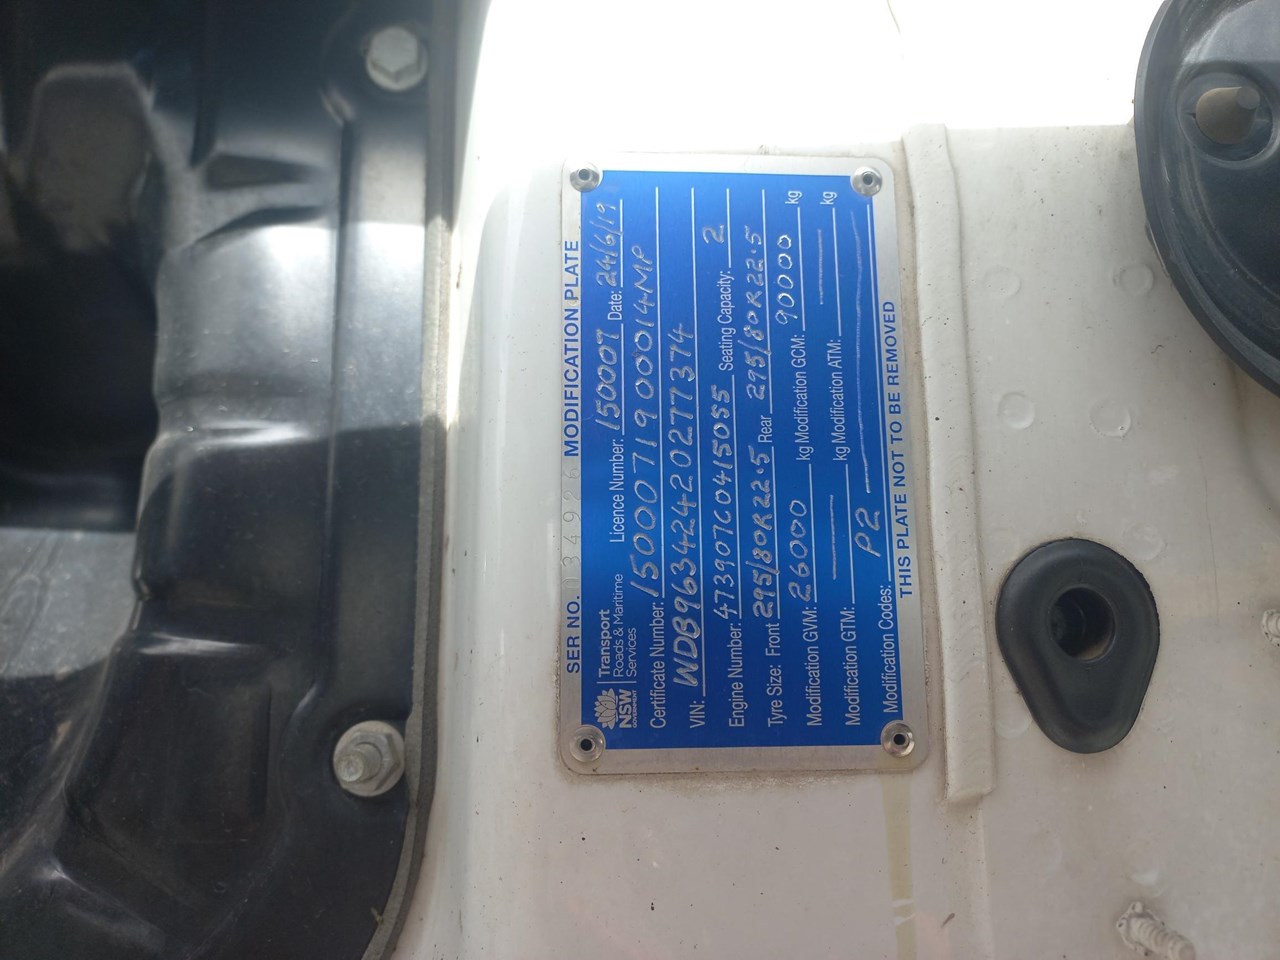 SER NO. 134926 MODIFICATION PLATE
NSW GOVERNMENT Transport Roads & Maritime Services
Licence Number: 150007 Date: 24/6/19
Certificate Number: 1500071900014MP
VIN: WDB96342420277374
Engine Number: 473907C0415055 Seating Capacity: 2
Tyre Size: Front 295/80R22.5 Rear 295/80R22.5
Modification GVM: 26000 kg Modification GCM: 90000 kg
Modification GTM: — kg Modification ATM: — kg
Modification Codes: P2
THIS PLATE NOT TO BE REMOVED